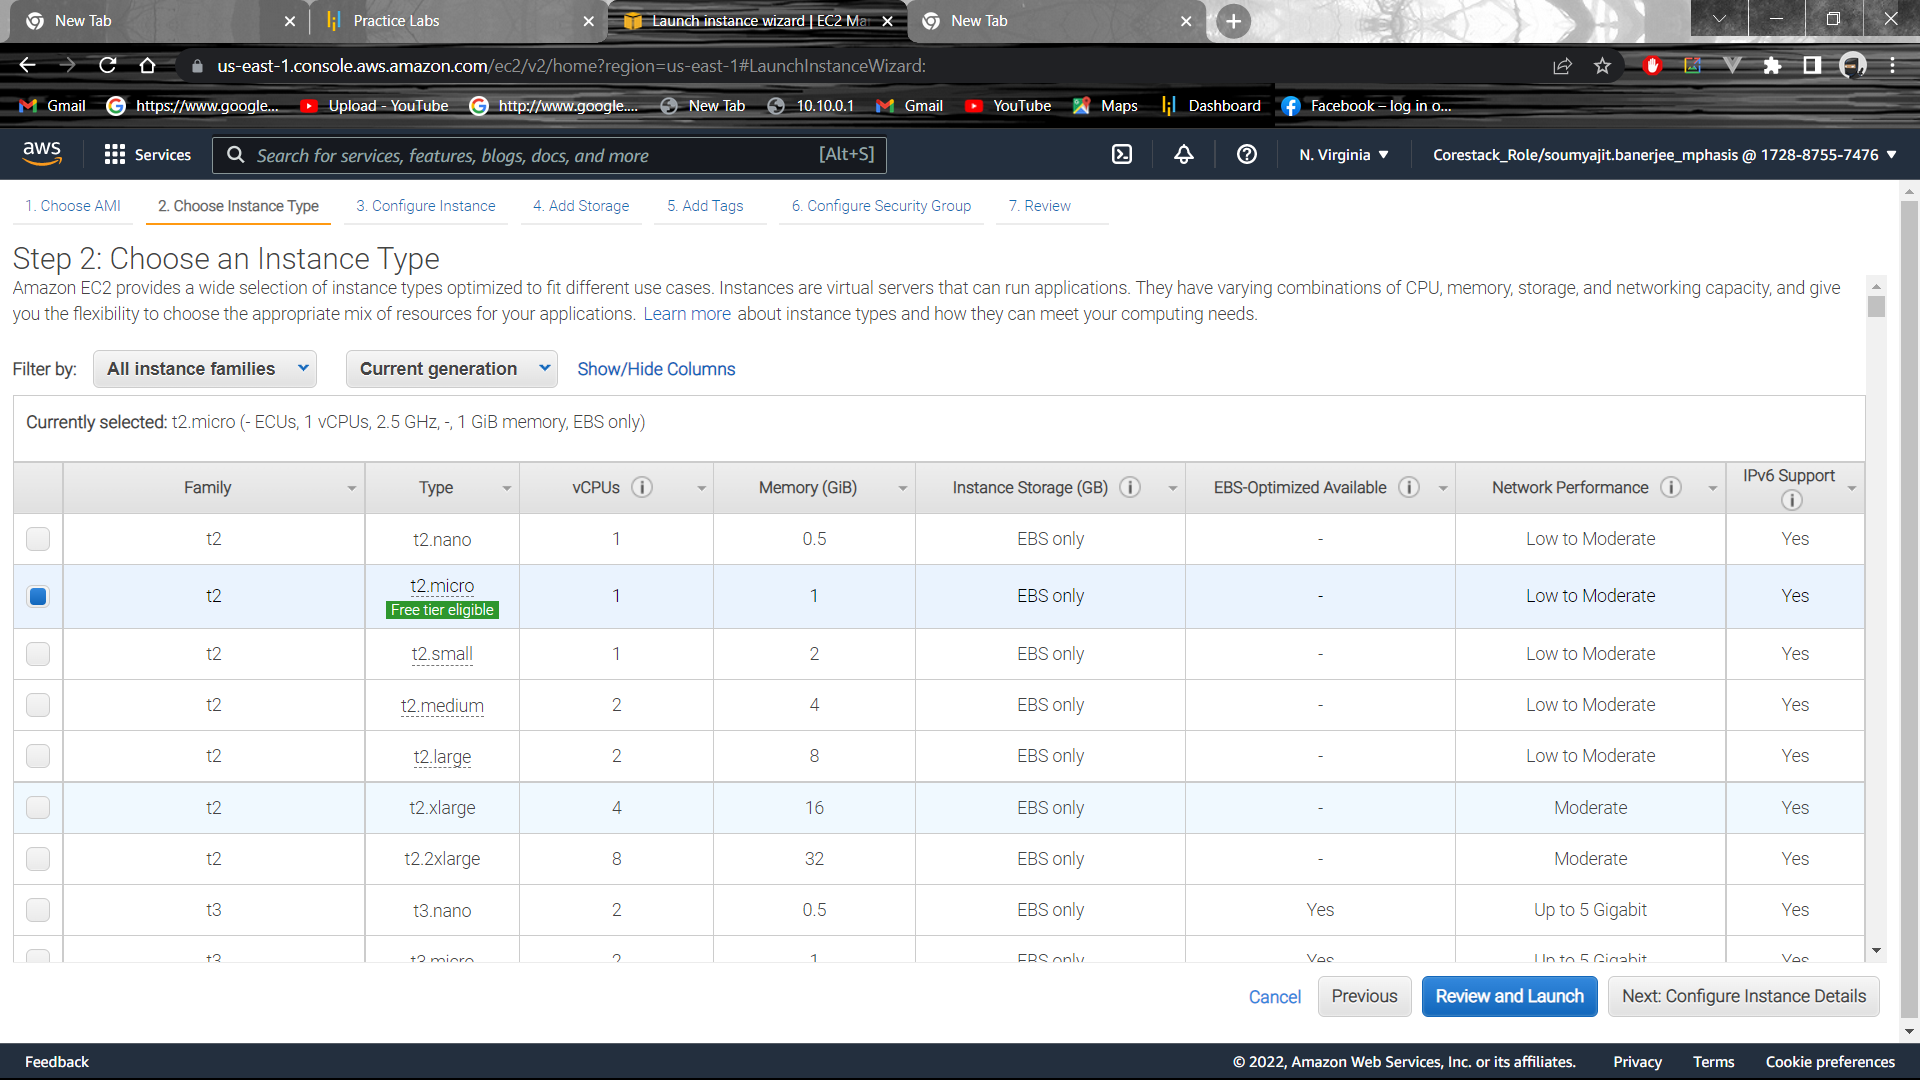 New Tab
Practice Labs
Launch instance wizard | EC2 Ma
New Tab
us-east-1.console.aws.amazon.com/ec2/v2/home?region=us-east-1#LaunchInstanceWizard:
Gmail https://www.google... Upload - YouTube http://www.google.... New Tab 10.10.0.1 Gmail YouTube Maps Dashboard Facebook – log in o...
aws Services Search for services, features, blogs, docs, and more [Alt+S] N. Virginia Corestack_Role/soumyajit.banerjee_mphasis @ 1728-8755-7476
1. Choose AMI 2. Choose Instance Type 3. Configure Instance 4. Add Storage 5. Add Tags 6. Configure Security Group 7. Review
Step 2: Choose an Instance Type
Amazon EC2 provides a wide selection of instance types optimized to fit different use cases. Instances are virtual servers that can run applications. They have varying combinations of CPU, memory, storage, and networking capacity, and give
you the flexibility to choose the appropriate mix of resources for your applications. Learn more about instance types and how they can meet your computing needs.
Filter by: All instance families Current generation Show/Hide Columns
Currently selected: t2.micro (- ECUs, 1 vCPUs, 2.5 GHz, -, 1 GiB memory, EBS only)
Family Type vCPUs Memory (GiB) Instance Storage (GB) EBS-Optimized Available Network Performance IPv6 Support
t2 t2.nano 1 0.5 EBS only - Low to Moderate Yes
t2 t2.micro 1 1 EBS only - Low to Moderate Yes
Free tier eligible
t2 t2.small 1 2 EBS only - Low to Moderate Yes
t2 t2.medium 2 4 EBS only - Low to Moderate Yes
t2 t2.large 2 8 EBS only - Low to Moderate Yes
t2 t2.xlarge 4 16 EBS only - Moderate Yes
t2 t2.2xlarge 8 32 EBS only - Moderate Yes
t3 t3.nano 2 0.5 EBS only Yes Up to 5 Gigabit Yes
t3 t3.micro 2 1 EBS only Yes Up to 5 Gigabit Yes
Cancel Previous Review and Launch Next: Configure Instance Details
Feedback © 2022, Amazon Web Services, Inc. or its affiliates. Privacy Terms Cookie preferences